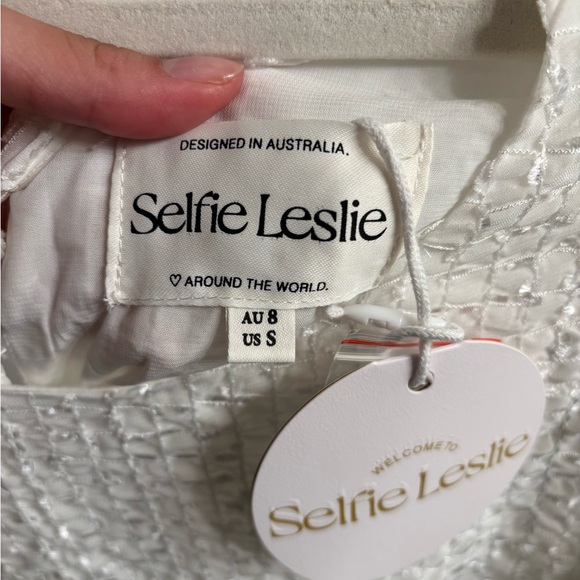 DESIGNED IN AUSTRALIA.
Selfie Leslie
♡ AROUND THE WORLD.
AU 8
US S
WELCOME TO
Selfie Leslie